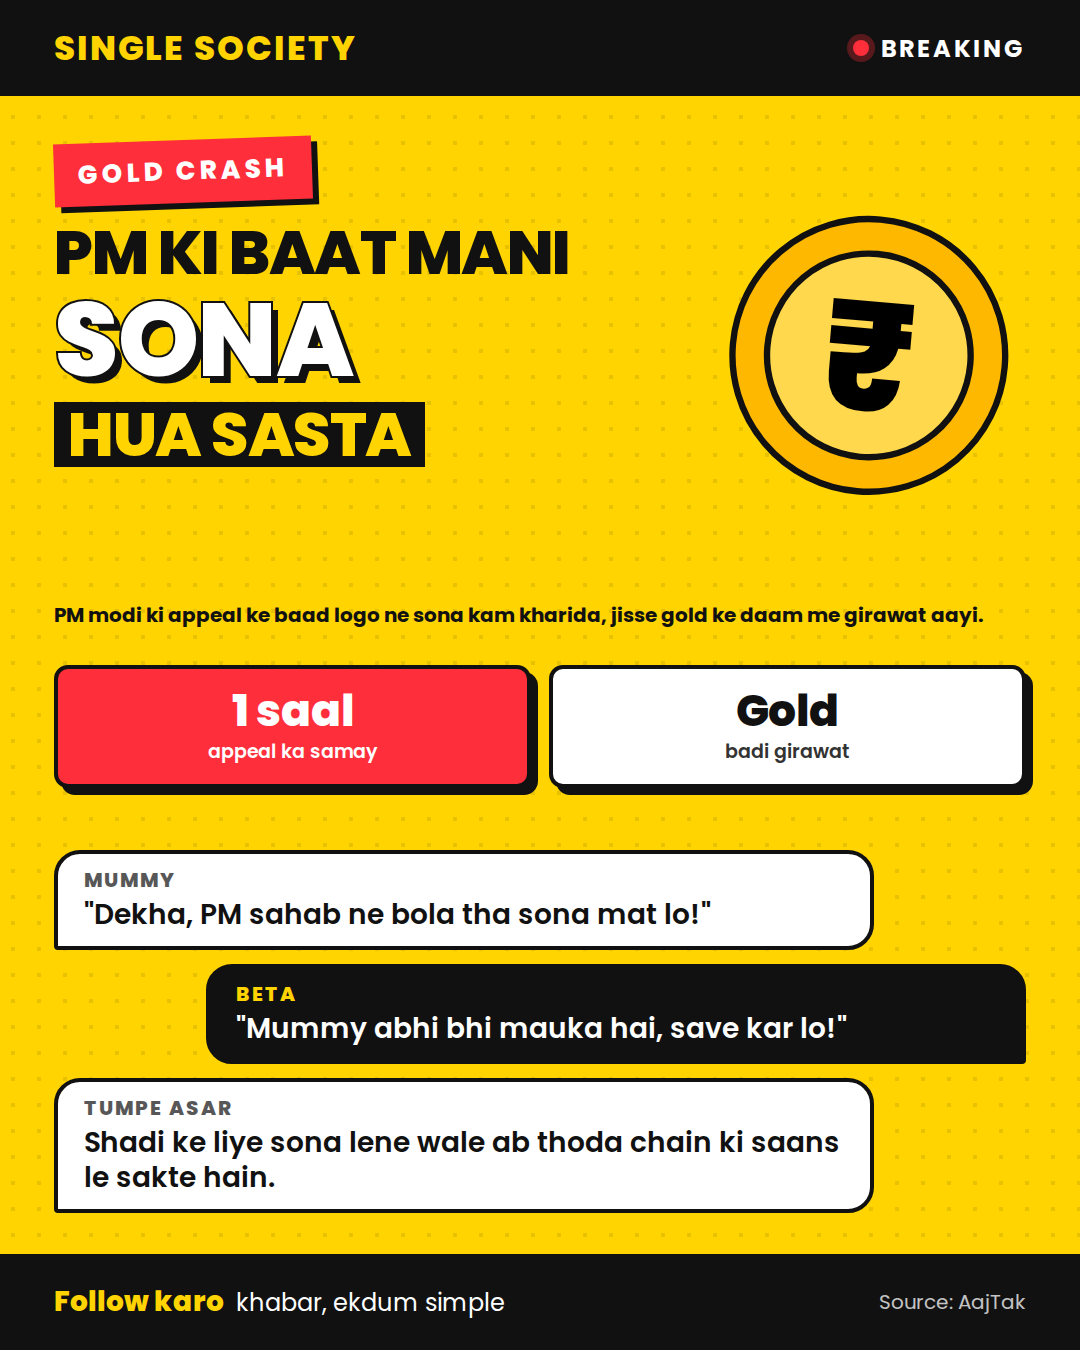 SINGLE SOCIETY
BREAKING
GOLD CRASH
PM KI BAAT MANI
SONA
HUA SASTA
₹
PM modi ki appeal ke baad logo ne sona kam kharida, jisse gold ke daam me girawat aayi.
1 saal
appeal ka samay
Gold
badi girawat
MUMMY
"Dekha, PM sahab ne bola tha sona mat lo!"
BETA
"Mummy abhi bhi mauka hai, save kar lo!"
TUMPE ASAR
Shadi ke liye sona lene wale ab thoda chain ki saans
le sakte hain.
Follow karo khabar, ekdum simple
Source: AajTak